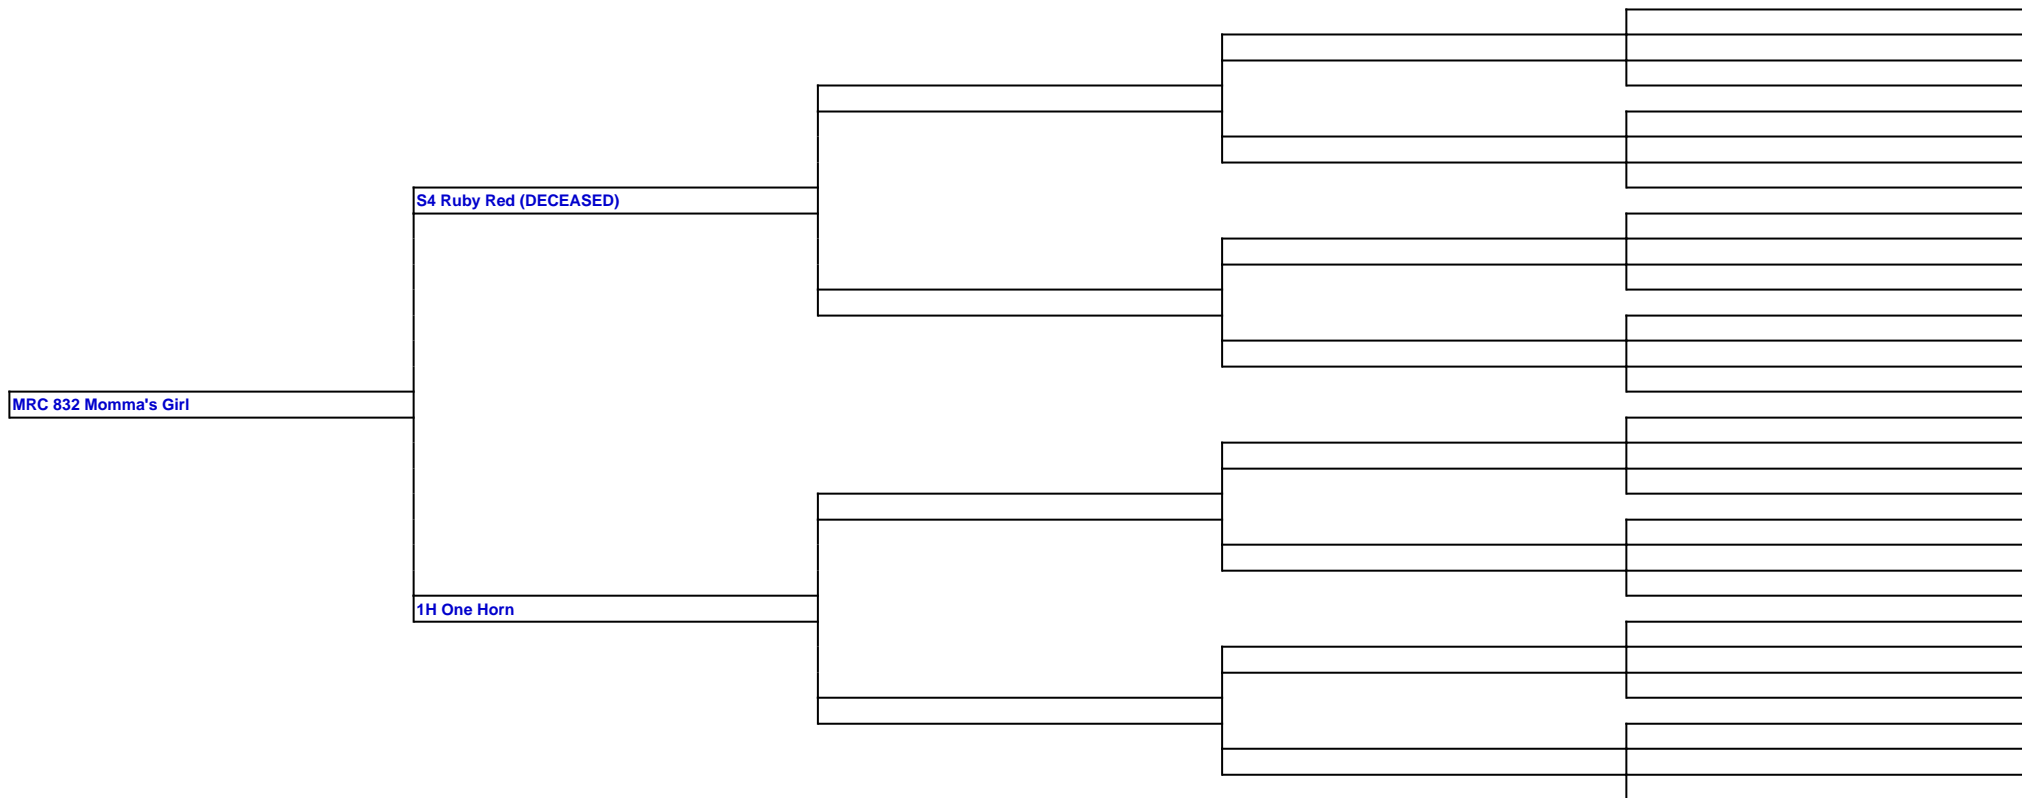 S4 Ruby Red (DECEASED)
MRC 832 Momma's Girl
1H One Horn